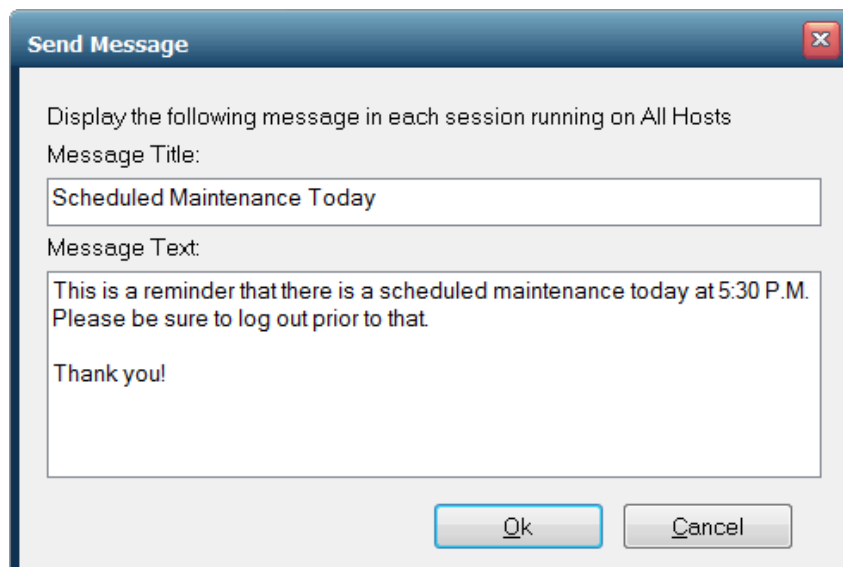 Send Message
Display the following message in each session running on All Hosts
Message Title:
Scheduled Maintenance Today
Message Text:
This is a reminder that there is a scheduled maintenance today at 5:30 P.M.
Please be sure to log out prior to that.
Thank you!
Ok
Cancel